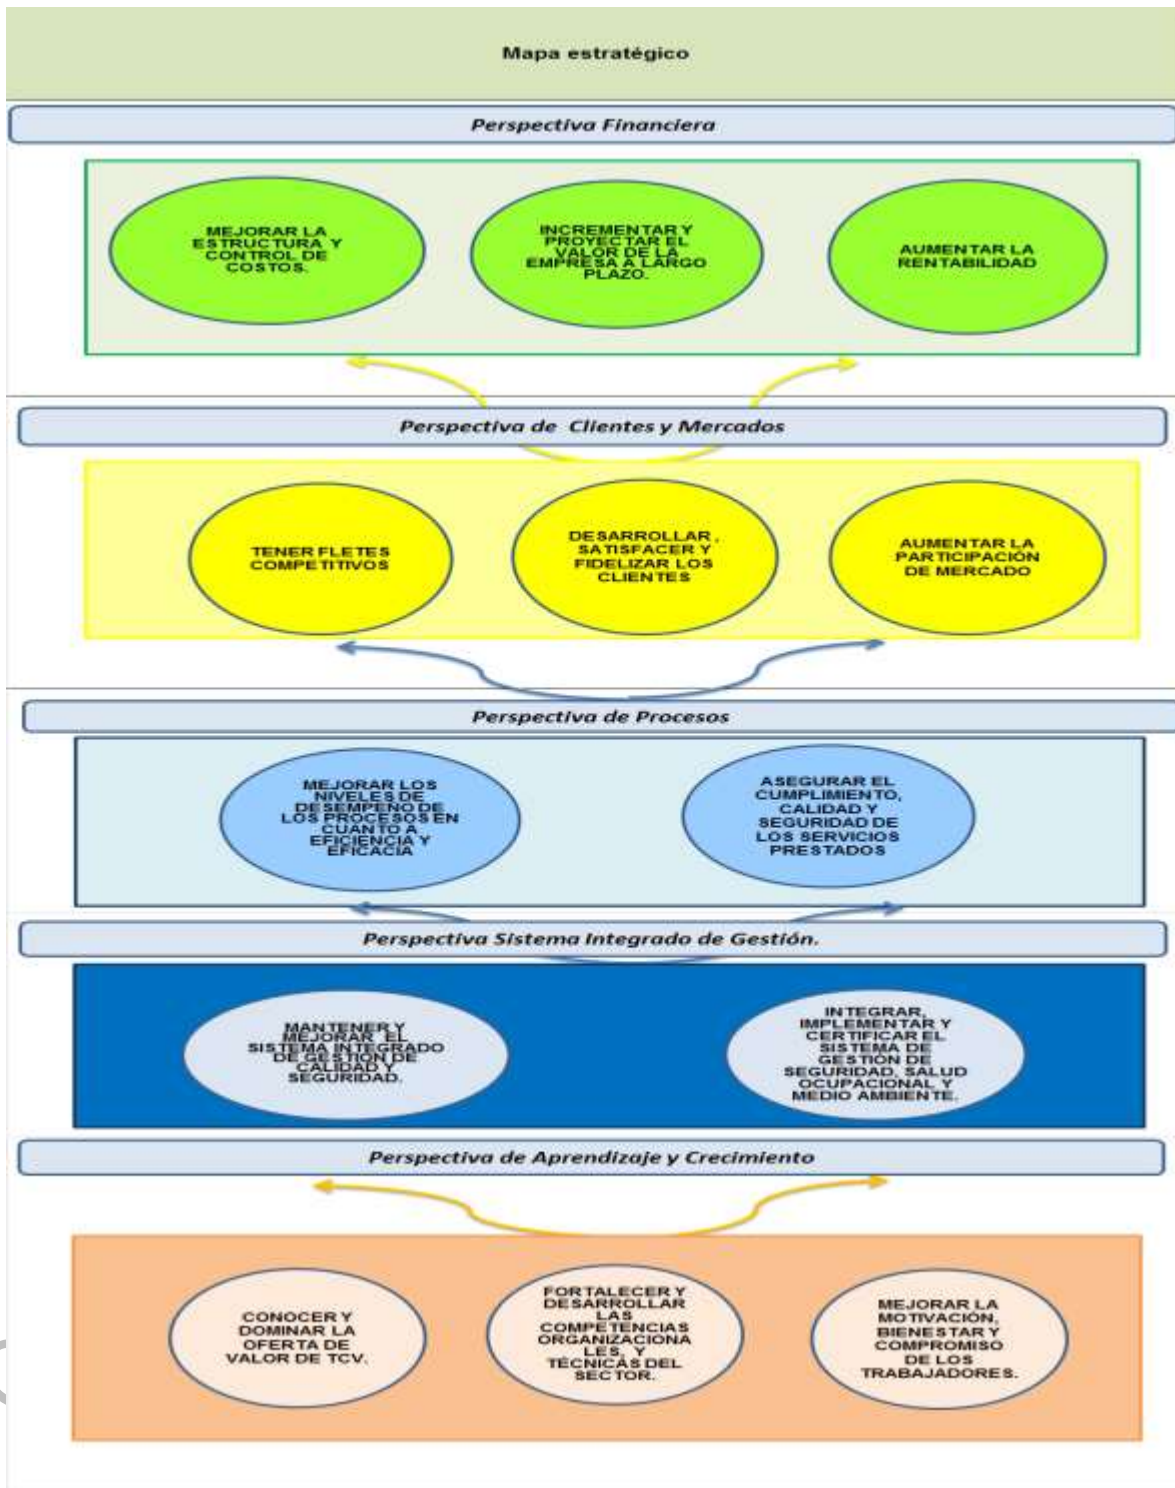 Mapa estratégico
Perspectiva Financiera
MEJORAR LA
ESTRUCTURA Y
CONTROL DE
COSTOS.
INCREMENTAR Y
PROYECTAR EL
VALOR DE LA
EMPRESA A LARGO
PLAZO.
AUMENTAR LA
RENTABILIDAD
Perspectiva de Clientes y Mercados
TENER FLETES
COMPETITIVOS
DESARROLLAR ,
SATISFACER Y
FIDELIZAR LOS
CLIENTES
AUMENTAR LA
PARTICIPACIÓN
DE MERCADO
Perspectiva de Procesos
MEJORAR LOS
NIVELES DE
DESEMPEÑO DE
LOS PROCESOS EN
CUANTO A
EFICIENCIA Y
EFICACIA
ASEGURAR EL
CUMPLIMIENTO,
CALIDAD Y
SEGURIDAD DE
LOS SERVICIOS
PRESTADOS
Perspectiva Sistema Integrado de Gestión.
MANTENER Y
MEJORAR EL
SISTEMA INTEGRADO
DE GESTIÓN DE
CALIDAD Y
SEGURIDAD.
INTEGRAR,
IMPLEMENTAR Y
CERTIFICAR EL
SISTEMA DE
GESTIÓN DE
SEGURIDAD, SALUD
OCUPACIONAL Y
MEDIO AMBIENTE.
Perspectiva de Aprendizaje y Crecimiento
CONOCER Y
DOMINAR LA
OFERTA DE
VALOR DE TCV.
FORTALECER Y
DESARROLLAR
LAS
COMPETENCIAS
ORGANIZACIONA
LES, Y
TÉCNICAS DEL
SECTOR.
MEJORAR LA
MOTIVACIÓN,
BIENESTAR Y
COMPROMISO
DE LOS
TRABAJADORES.